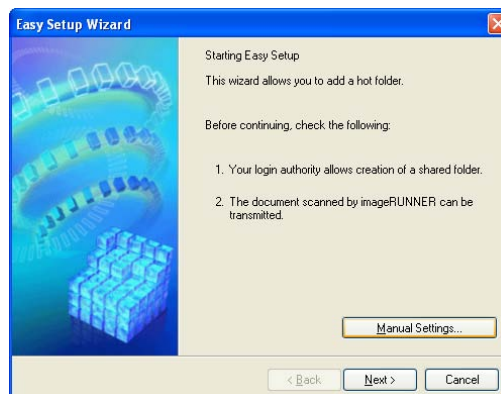 Easy Setup Wizard
Starting Easy Setup
This wizard allows you to add a hot folder.
Before continuing, check the following:
1. Your login authority allows creation of a shared folder.
2. The document scanned by imageRUNNER can be
transmitted.
Manual Settings...
< Back
Next >
Cancel